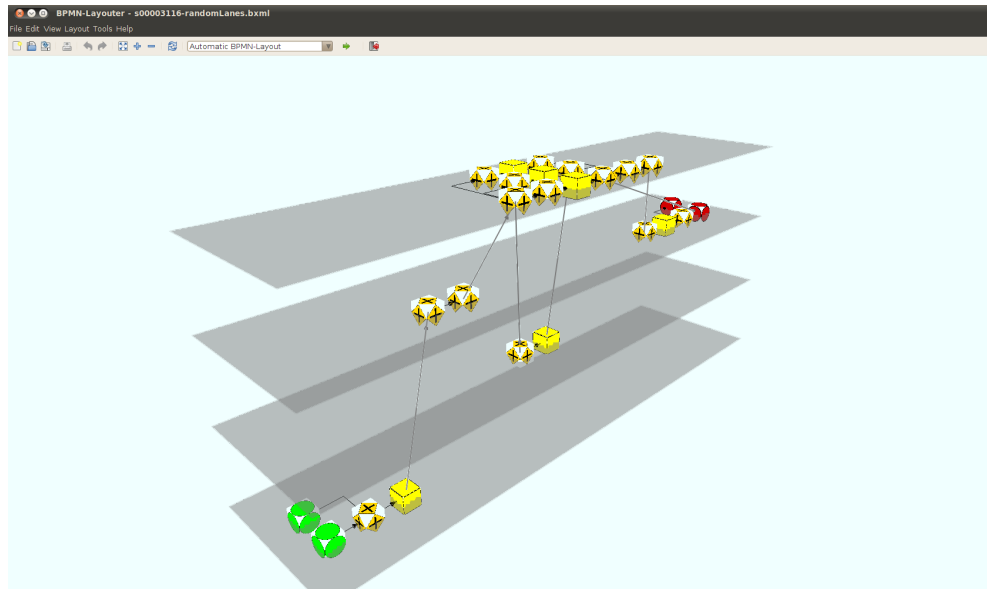 BPMN-Layouter - s00003116-randomLanes.bxml
File Edit View Layout Tools Help
Automatic BPMN-Layout